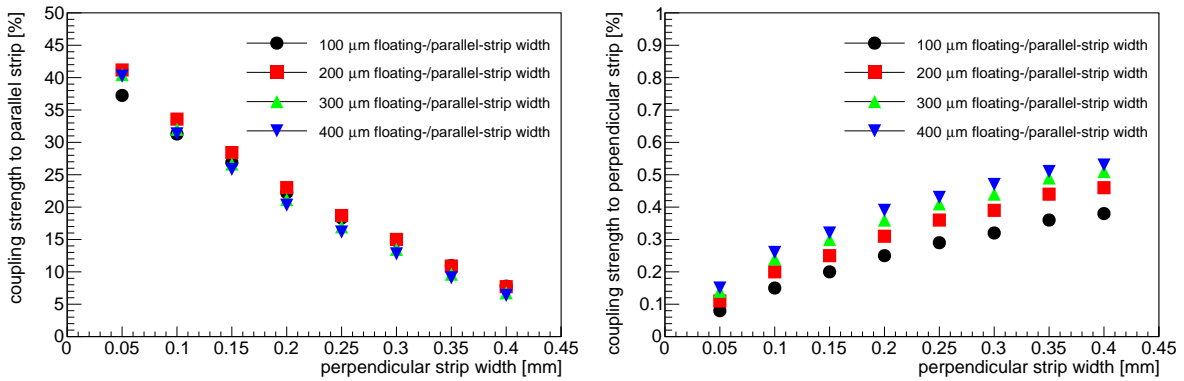 coupling strength to parallel strip [%]
50
45
40
35
30
25
20
15
10
5
0
0 0.05 0.1 0.15 0.2 0.25 0.3 0.35 0.4 0.45
perpendicular strip width [mm]
100 μm floating-/parallel-strip width
200 μm floating-/parallel-strip width
300 μm floating-/parallel-strip width
400 μm floating-/parallel-strip width
coupling strength to perpendicular strip [%]
1
0.9
0.8
0.7
0.6
0.5
0.4
0.3
0.2
0.1
0
0 0.05 0.1 0.15 0.2 0.25 0.3 0.35 0.4 0.45
perpendicular strip width [mm]
100 μm floating-/parallel-strip width
200 μm floating-/parallel-strip width
300 μm floating-/parallel-strip width
400 μm floating-/parallel-strip width